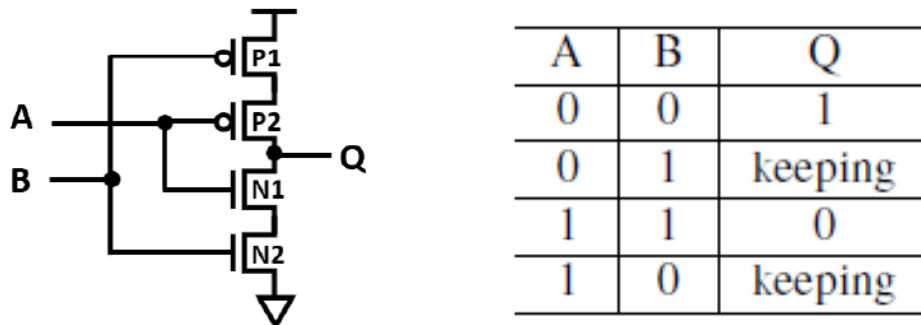 P1
A
P2
Q
B
N1
N2
A B Q
0 0 1
0 1 keeping
1 1 0
1 0 keeping